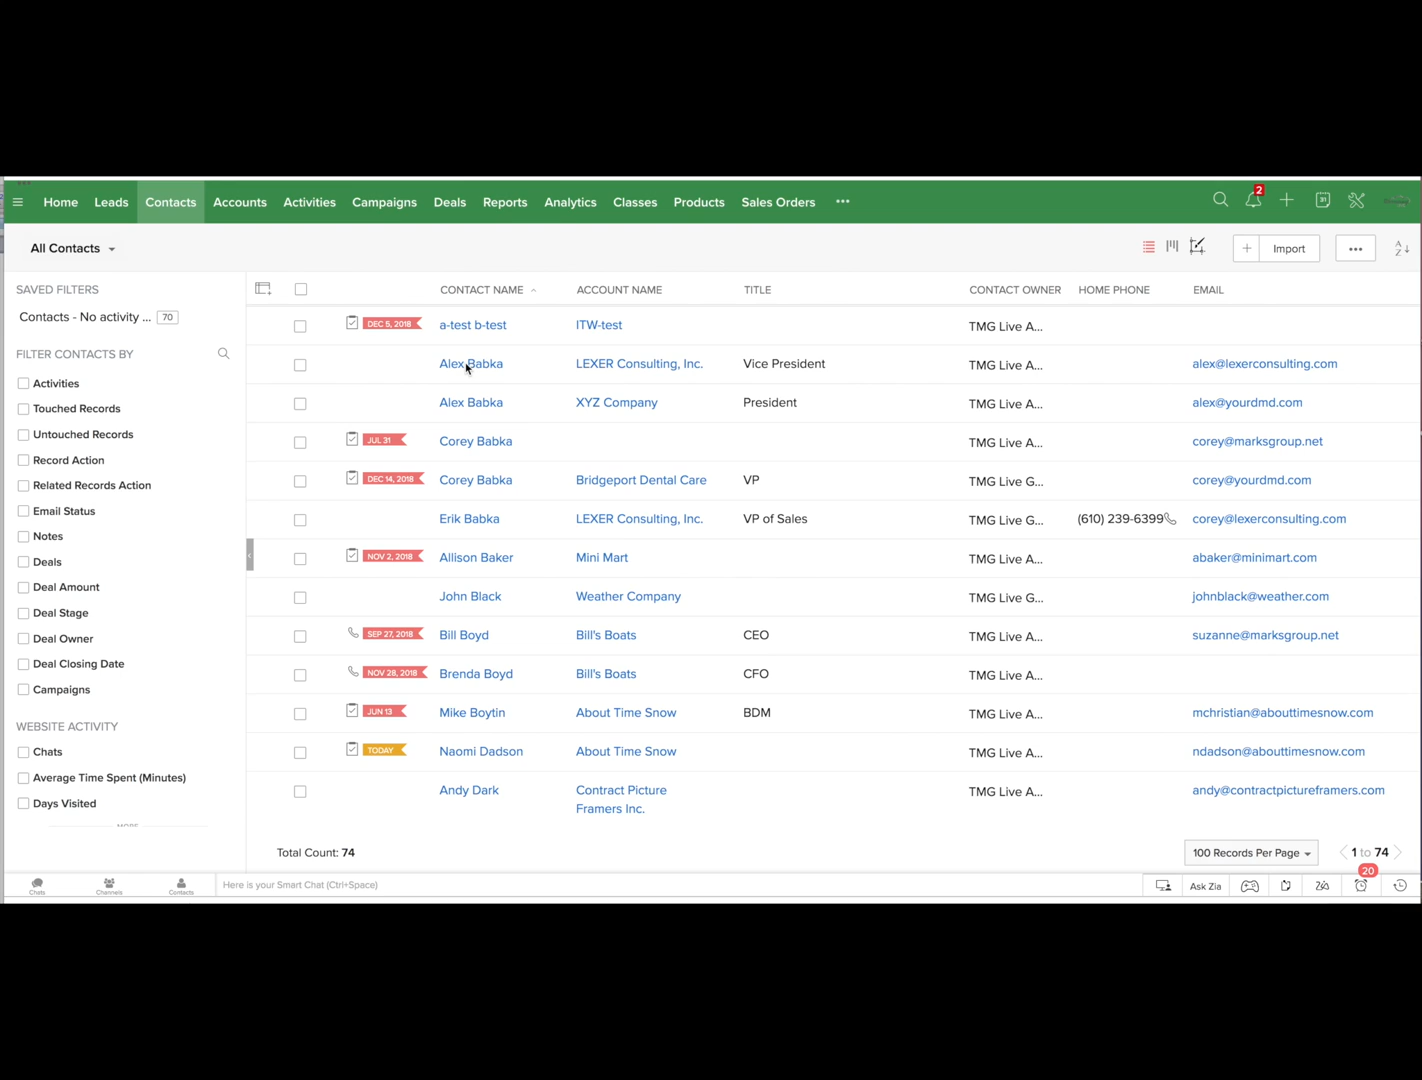 Home Leads Contacts Accounts Activities Campaigns Deals Reports Analytics Classes Products Sales Orders ••• 2 31
All Contacts Import ••• A Z
SAVED FILTERS
Contacts - No activity ... 70
FILTER CONTACTS BY
Activities
Touched Records
Untouched Records
Record Action
Related Records Action
Email Status
Notes
Deals
Deal Amount
Deal Stage
Deal Owner
Deal Closing Date
Campaigns
WEBSITE ACTIVITY
Chats
Average Time Spent (Minutes)
Days Visited
MORE
CONTACT NAME ACCOUNT NAME TITLE CONTACT OWNER HOME PHONE EMAIL
DEC 5, 2018 a-test b-test ITW-test TMG Live A...
Alex Babka LEXER Consulting, Inc. Vice President TMG Live A... alex@lexerconsulting.com
Alex Babka XYZ Company President TMG Live A... alex@yourdmd.com
JUL 31 Corey Babka TMG Live A... corey@marksgroup.net
DEC 14, 2018 Corey Babka Bridgeport Dental Care VP TMG Live G... corey@yourdmd.com
Erik Babka LEXER Consulting, Inc. VP of Sales TMG Live G... (610) 239-6399 corey@lexerconsulting.com
NOV 2, 2018 Allison Baker Mini Mart TMG Live A... abaker@minimart.com
John Black Weather Company TMG Live G... johnblack@weather.com
SEP 27, 2018 Bill Boyd Bill's Boats CEO TMG Live A... suzanne@marksgroup.net
NOV 28, 2018 Brenda Boyd Bill's Boats CFO TMG Live A...
JUN 13 Mike Boytin About Time Snow BDM TMG Live A... mchristian@abouttimesnow.com
TODAY Naomi Dadson About Time Snow TMG Live A... ndadson@abouttimesnow.com
Andy Dark Contract Picture TMG Live A... andy@contractpictureframers.com
Framers Inc.
Total Count: 74 100 Records Per Page 1 to 74
Chats Channels Contacts Here is your Smart Chat (Ctrl+Space) Ask Zia 20